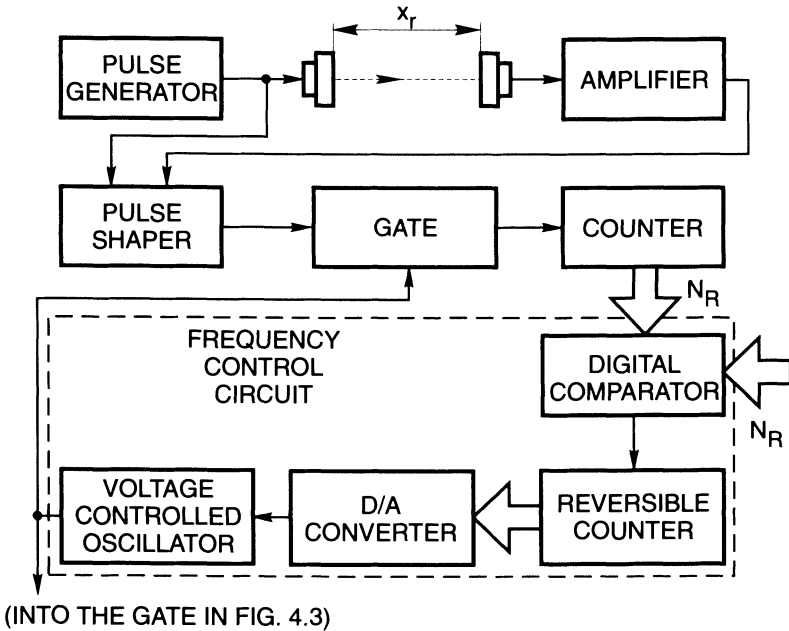 x_r
PULSE
GENERATOR
AMPLIFIER
PULSE
SHAPER
GATE
COUNTER
N_R
FREQUENCY
CONTROL
CIRCUIT
DIGITAL
COMPARATOR
N_R
VOLTAGE
CONTROLLED
OSCILLATOR
D/A
CONVERTER
REVERSIBLE
COUNTER
(INTO THE GATE IN FIG. 4.3)